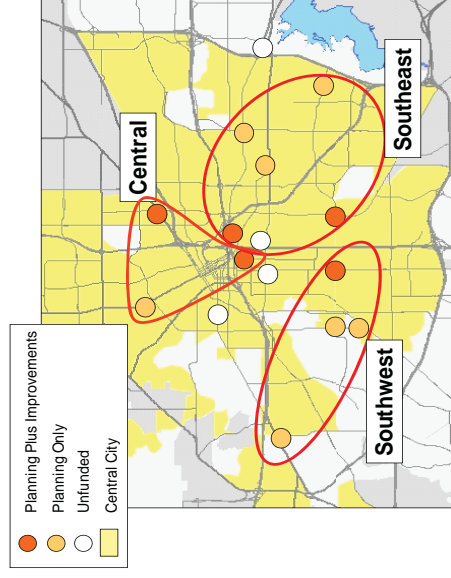 Planning Plus Improvements
Planning Only
Unfunded
Central City
Central
Southeast
Southwest